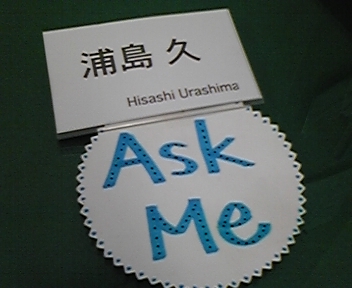 浦島 久
Hisashi Urashima
Ask
Me